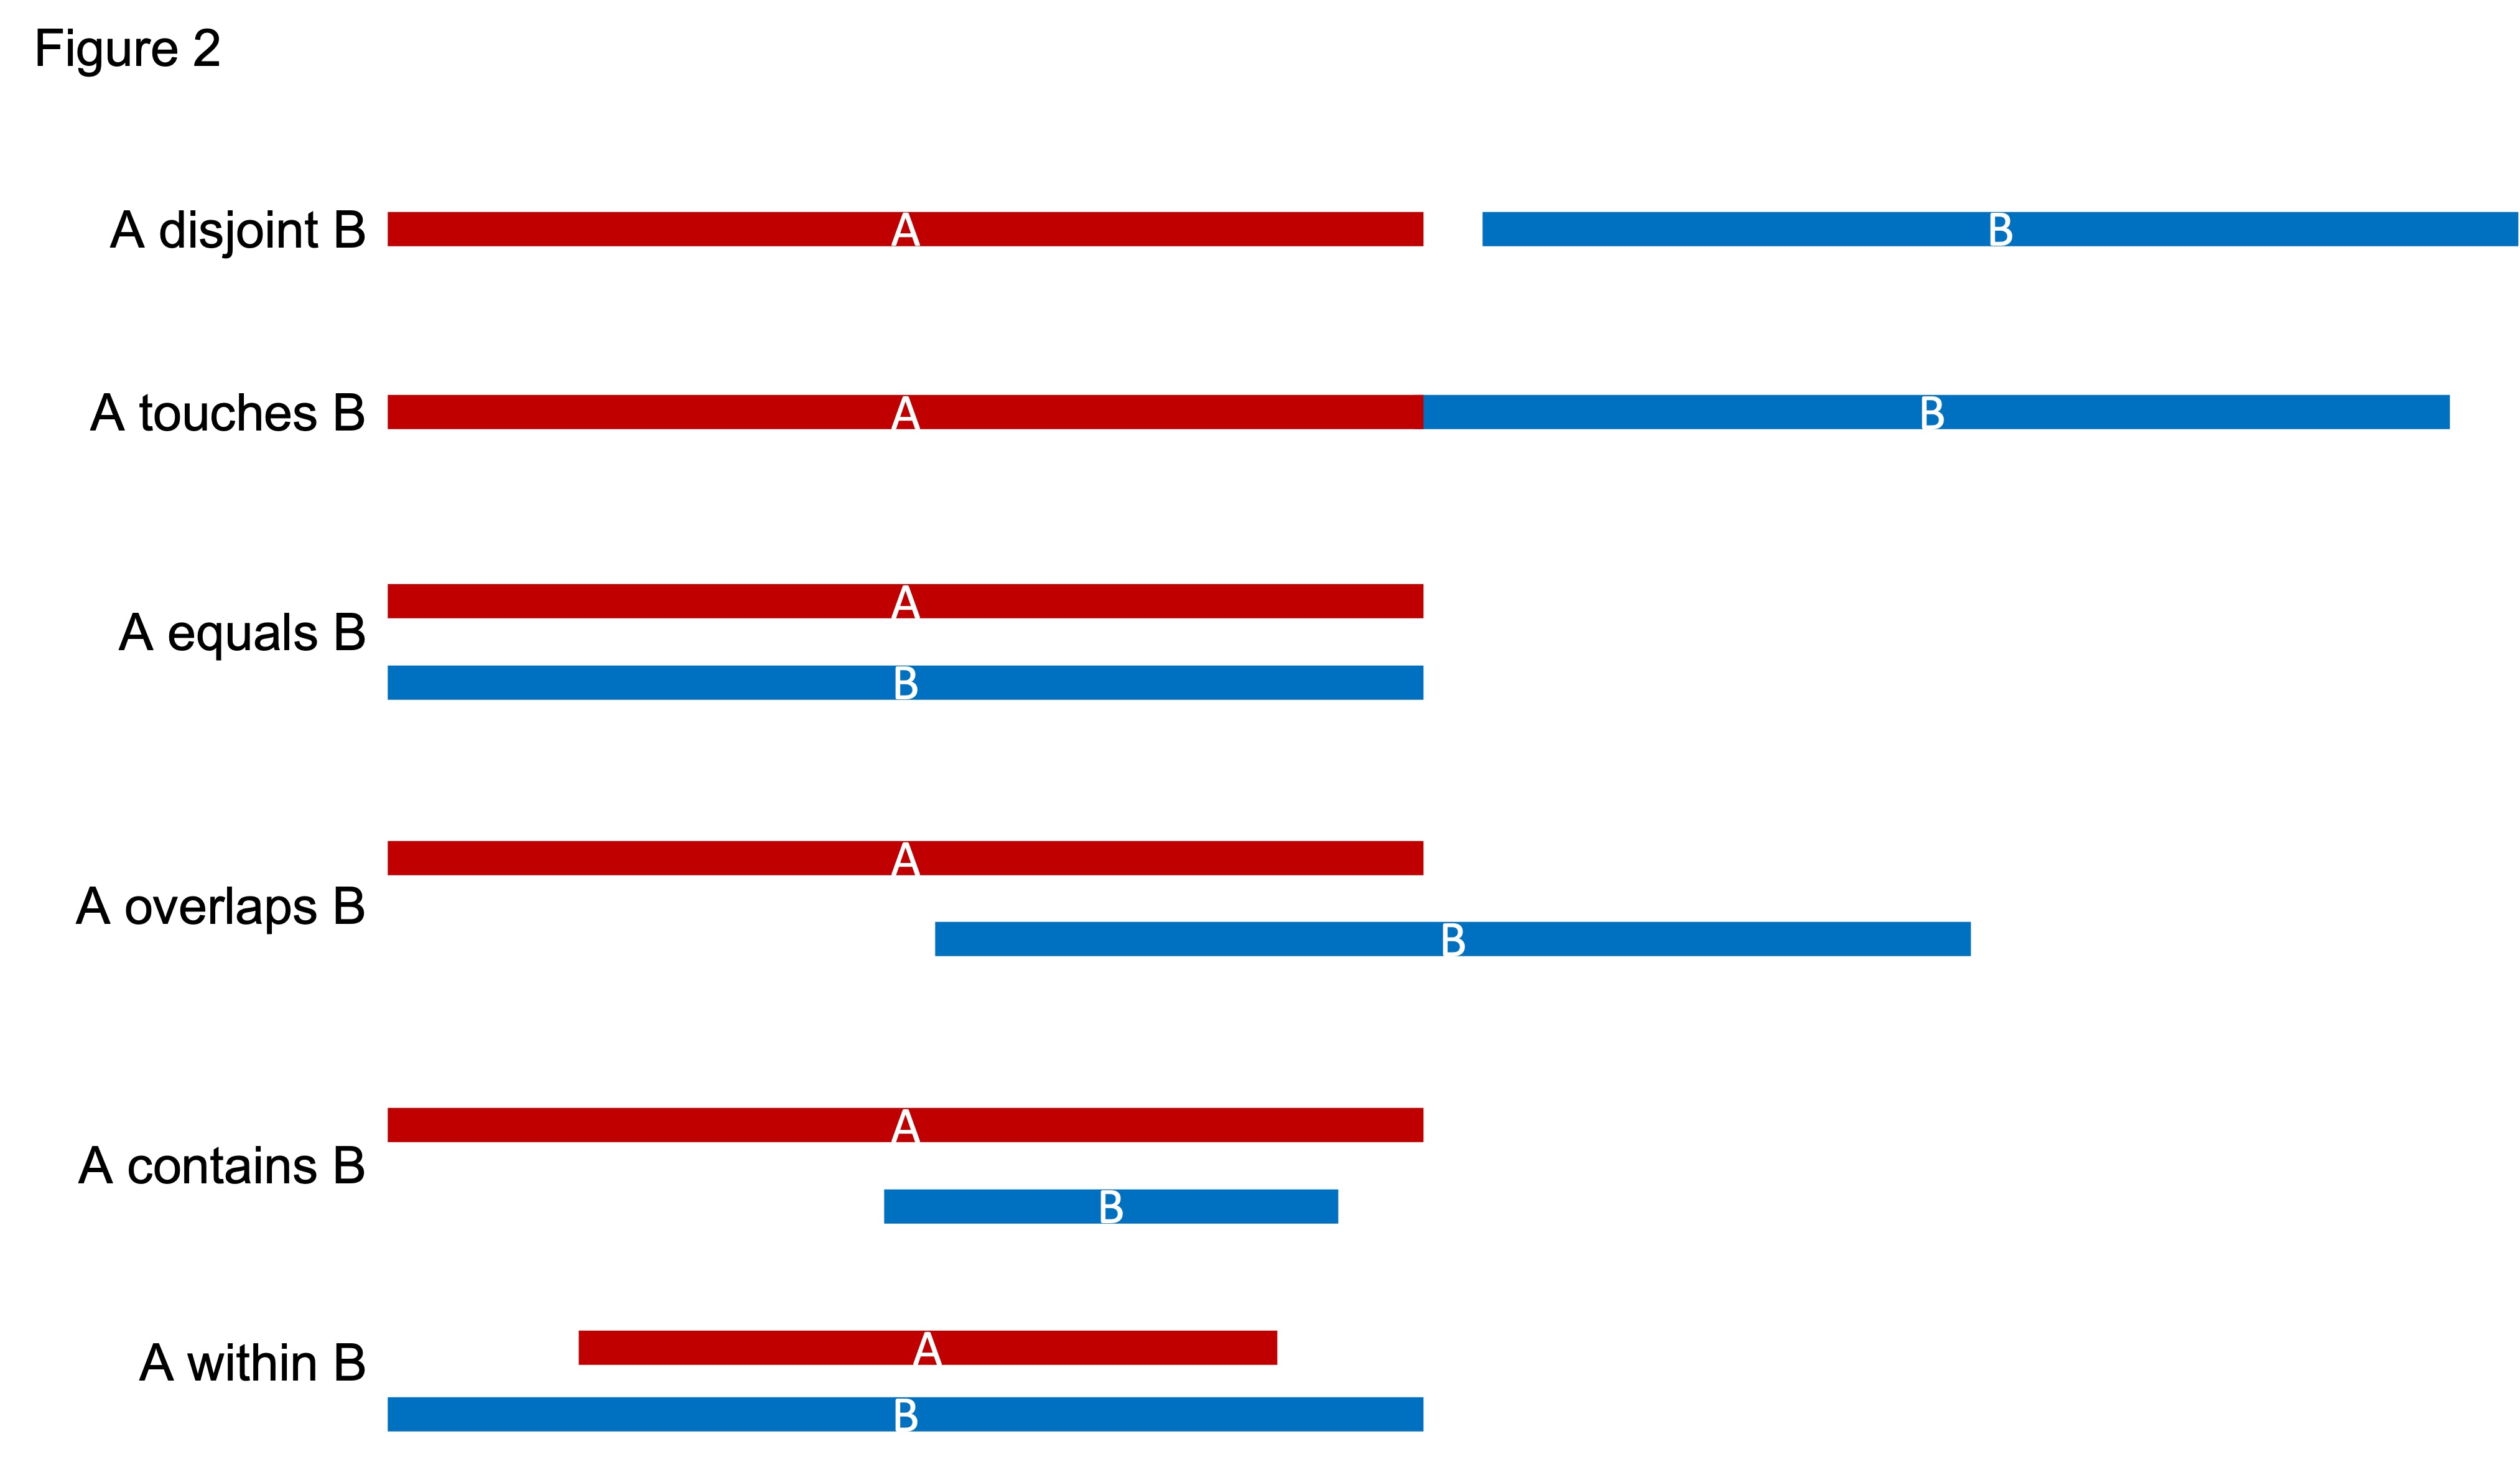 Figure 2
A disjoint B
A
B
A touches B
A
B
A equals B
A
B
A overlaps B
A
B
A contains B
A
B
A within B
A
B